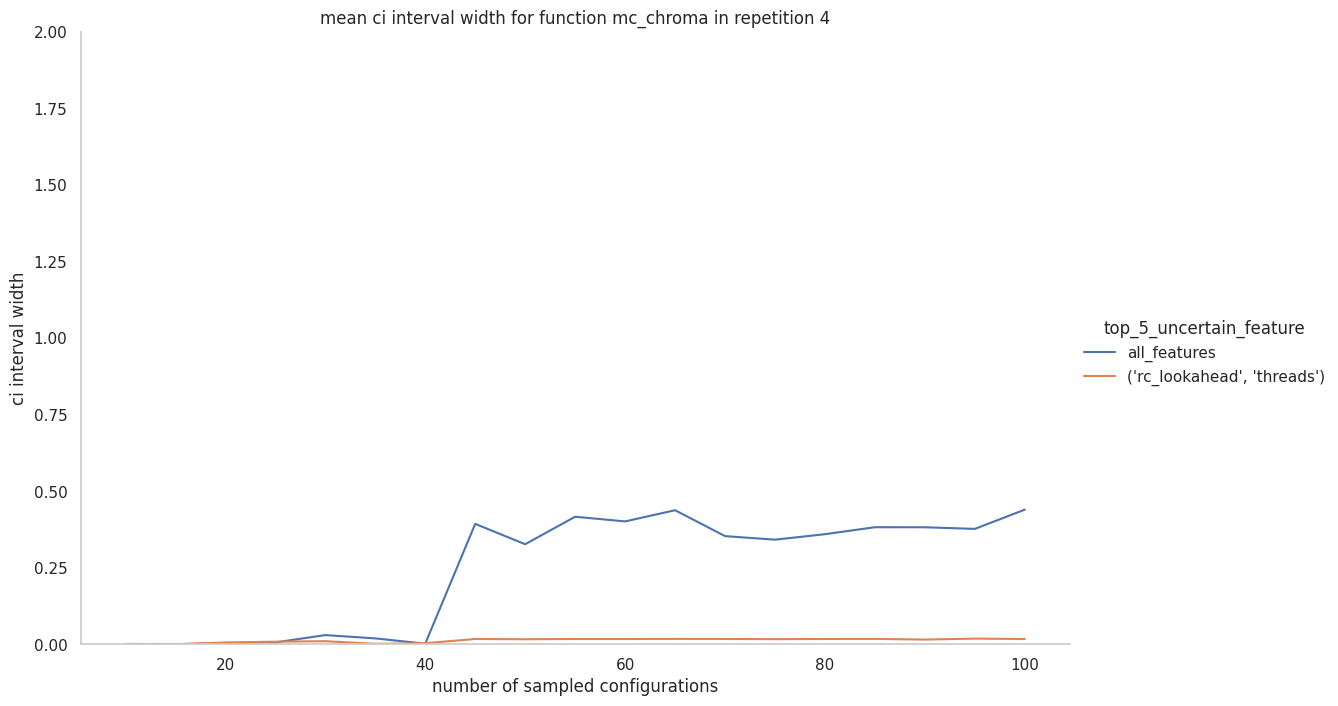 mean ci interval width for function mc_chroma in repetition 4
2.00
1.75
1.50
1.25
1.00
0.75
0.50
0.25
0.00
ci interval width
20
40
60
80
100
number of sampled configurations
top_5_uncertain_feature
all_features
('rc_lookahead', 'threads')